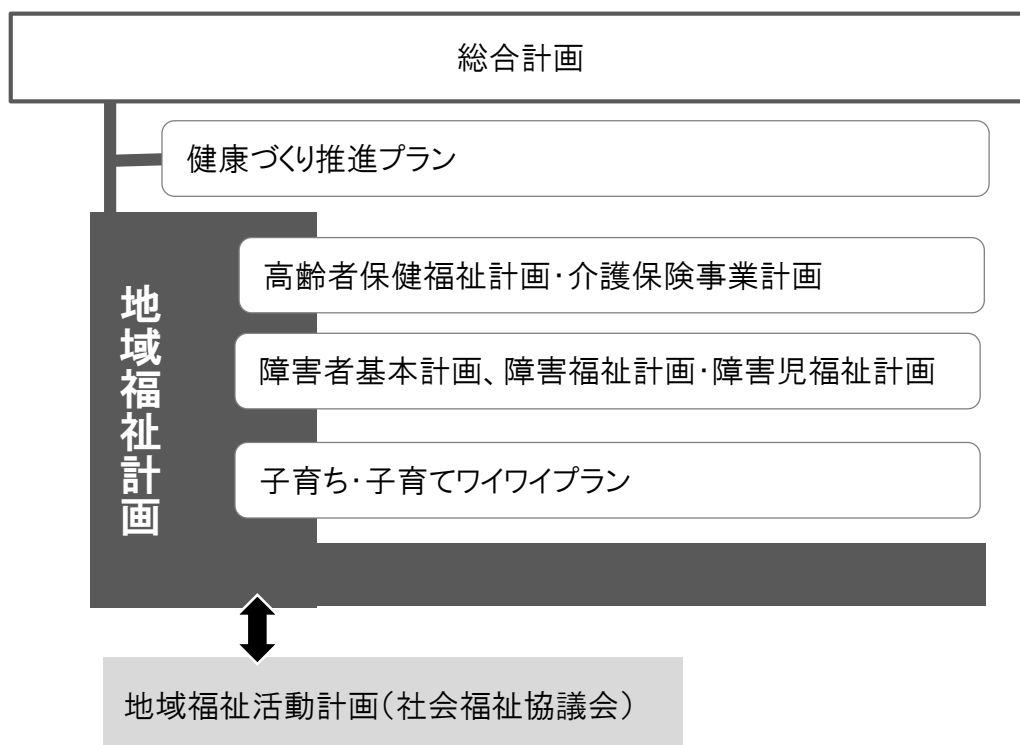 総合計画
健康づくり推進プラン
地域福祉計画
高齢者保健福祉計画・介護保険事業計画
障害者基本計画、障害福祉計画・障害児福祉計画
子育ち・子育てワイワイプラン
地域福祉活動計画（社会福祉協議会）